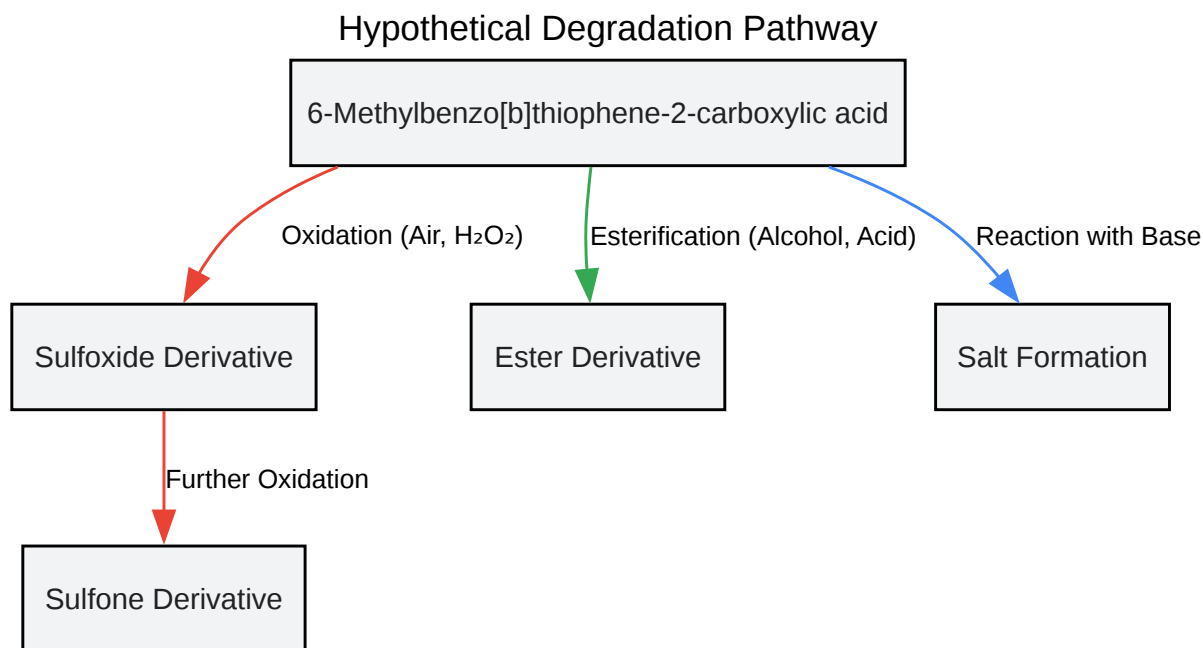 Hypothetical Degradation Pathway
6-Methylbenzo[b]thiophene-2-carboxylic acid
Oxidation (Air, H₂O₂)
Esterification (Alcohol, Acid)
Reaction with Base
Sulfoxide Derivative
Ester Derivative
Salt Formation
Further Oxidation
Sulfone Derivative